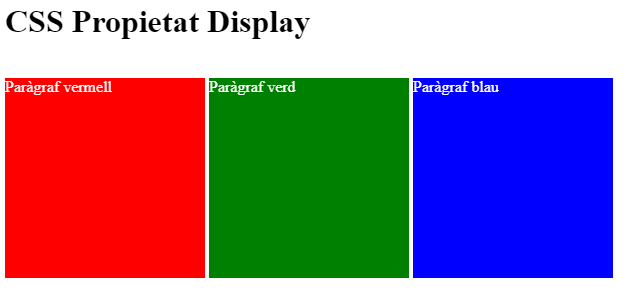 CSS Propietat Display
Paràgraf vermell
Paràgraf verd
Paràgraf blau